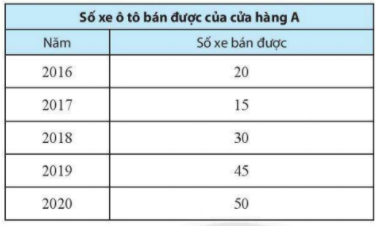 Số xe ô tô bán được của cửa hàng A
Năm Số xe bán được
2016 20
2017 15
2018 30
2019 45
2020 50